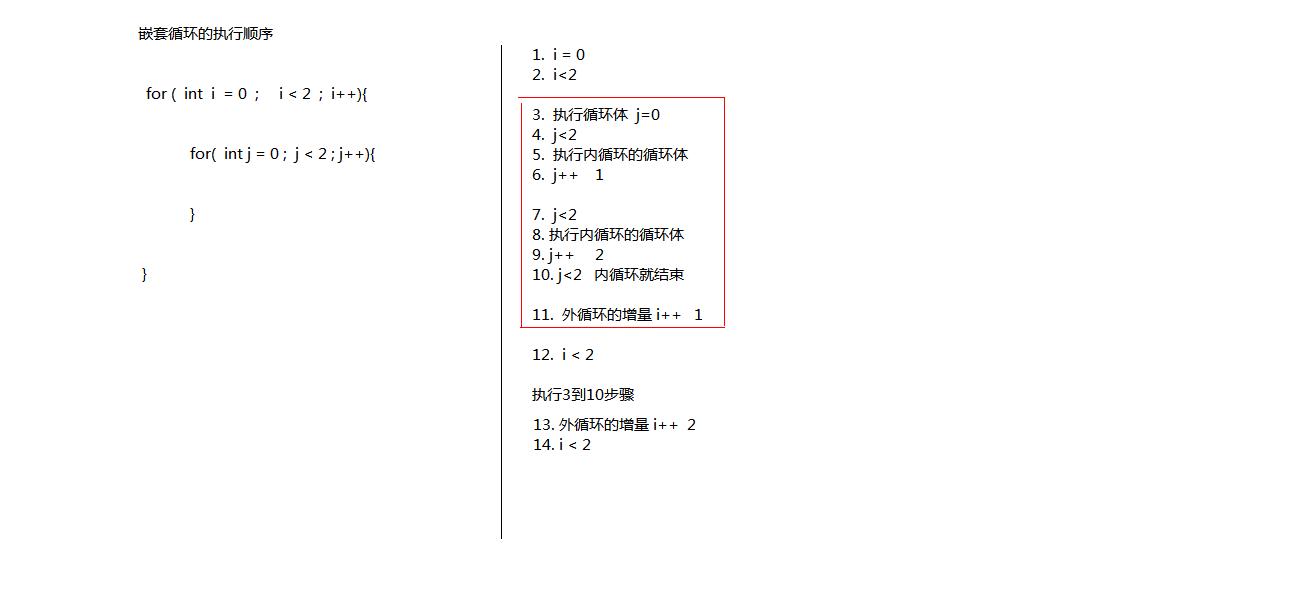 嵌套循环的执行顺序
for ( int i = 0 ; i < 2 ; i++){
for( int j = 0 ; j < 2 ; j++){
}
}
1. i = 0
2. i<2
3. 执行循环体 j=0
4. j<2
5. 执行内循环的循环体
6. j++ 1
7. j<2
8. 执行内循环的循环体
9. j++ 2
10. j<2 内循环就结束
11. 外循环的增量 i++ 1
12. i < 2
执行3到10步骤
13. 外循环的增量 i++ 2
14. i < 2